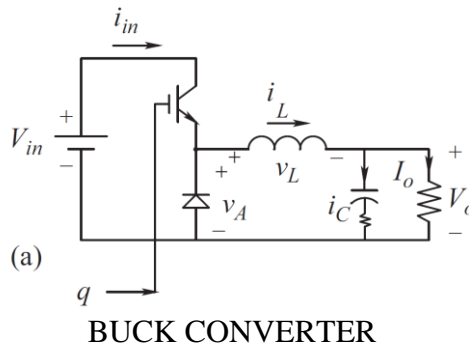 i_in
i_L
+
V_in
−
+
v_L
−
+
v_A
−
i_C
I_o
+
V_o
−
(a)
q
BUCK CONVERTER